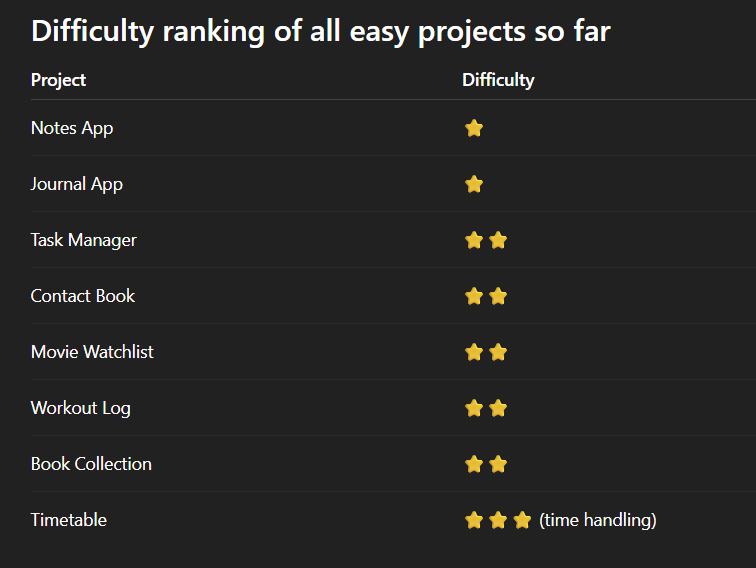 Difficulty ranking of all easy projects so far
Project Difficulty
Notes App ⭐
Journal App ⭐
Task Manager ⭐⭐
Contact Book ⭐⭐
Movie Watchlist ⭐⭐
Workout Log ⭐⭐
Book Collection ⭐⭐
Timetable ⭐⭐⭐ (time handling)